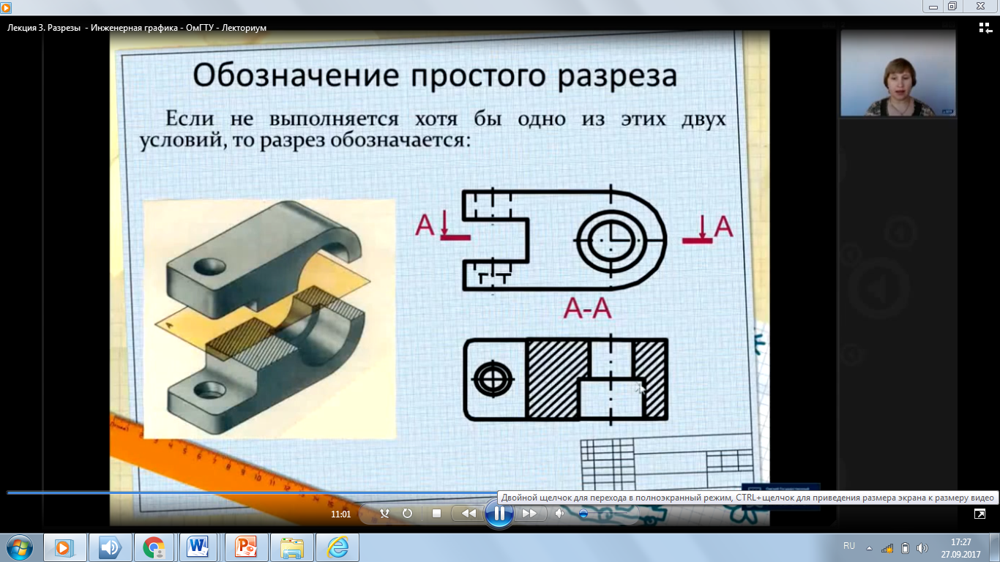 Лекция 3. Разрезы - Инженерная графика - ОмГТУ - Лекториум
Обозначение простого разреза
Если не выполняется хотя бы одно из этих двух
условий, то разрез обозначается:
А
А
А-А
А
Двойной щелчок для перехода в полноэкранный режим, CTRL+щелчок для приведения размера экрана к размеру видео
11:01
RU
17:27
27.09.2017